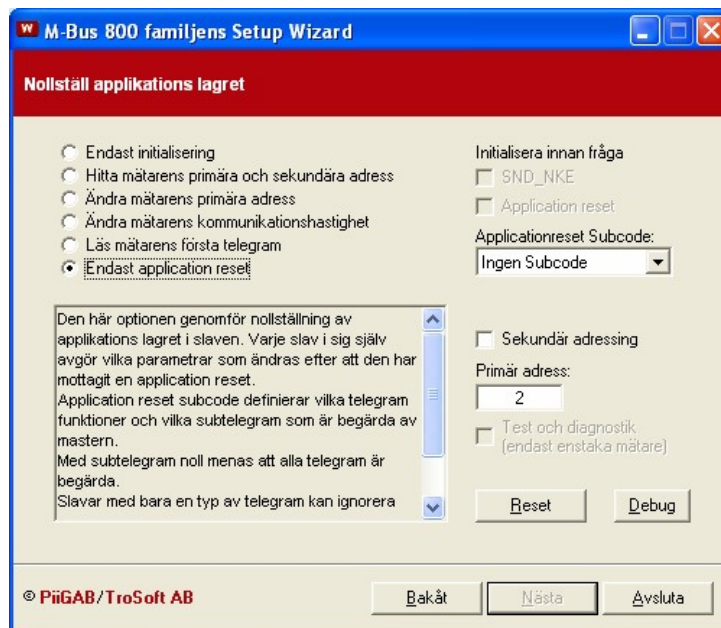 M-Bus 800 familjens Setup Wizard
Nollställ applikations lagret
Endast initialisering
Hitta mätarens primära och sekundära adress
Ändra mätarens primära adress
Ändra mätarens kommunikationshastighet
Läs mätarens första telegram
Endast application reset
Initialisera innan fråga
SND_NKE
Application reset
Applicationreset Subcode:
Ingen Subcode
Den här optionen genomför nollställning av
applikations lagret i slaven. Varje slav i sig själv
avgör vilka parametrar som ändras efter att den har
mottagit en application reset.
Application reset subcode definierar vilka telegram
funktioner och vilka subtelegram som är begärda av
mastern.
Med subtelegram noll menas att alla telegram är
begärda.
Slavar med bara en typ av telegram kan ignorera
Sekundär adressing
Primär adress:
2
Test och diagnostik
(endast enstaka mätare)
Reset
Debug
© PiiGAB/TroSoft AB
Bakåt
Nästa
Avsluta